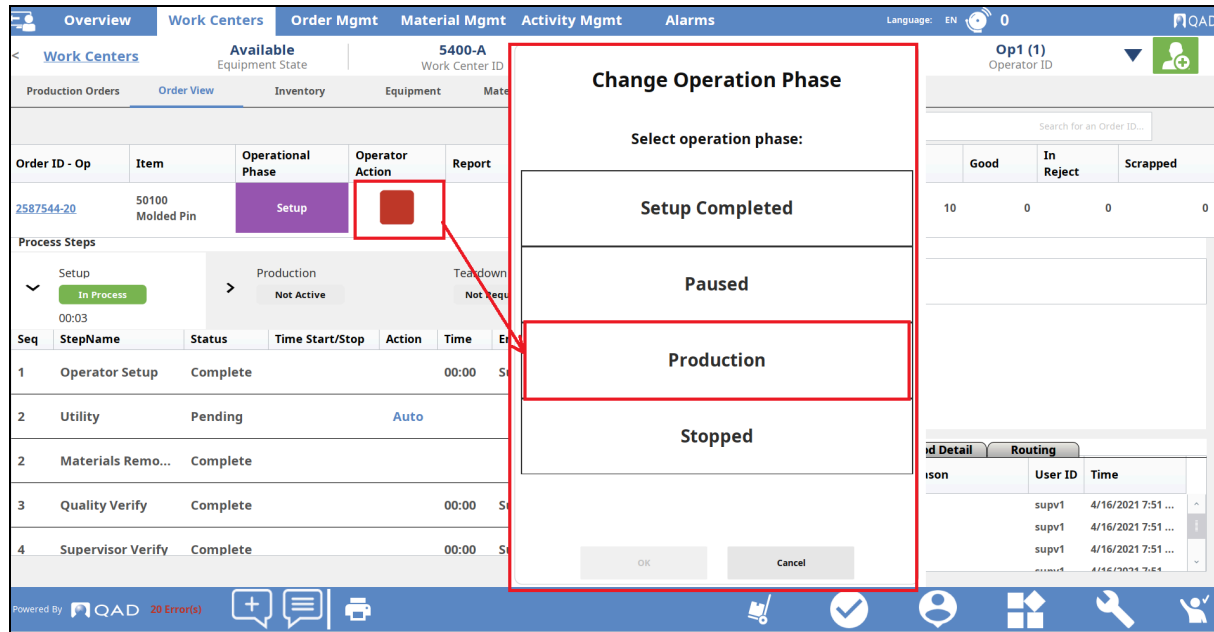 Overview Work Centers Order Mgmt Material Mgmt Activity Mgmt Alarms Language: EN 0 QAD
< Work Centers
Available
Equipment State
5400-A
Work Center ID
Op1 (1)
Operator ID
Production Orders Order View Inventory Equipment Mate
Search for an Order ID...
Order ID - Op Item Operational Phase Operator Action Report Good In Reject Scrapped
2587544-20 50100 Molded Pin Setup 10 0 0 0
Process Steps
Setup
In Process
00:03
Production
Not Active
Teardown
Not Requ
Seq StepName Status Time Start/Stop Action Time
1 Operator Setup Complete 00:00
2 Utility Pending Auto
2 Materials Remo... Complete
3 Quality Verify Complete 00:00
4 Supervisor Verify Complete 00:00
Change Operation Phase
Select operation phase:
Setup Completed
Paused
Production
Stopped
OK Cancel
od Detail Routing
ason User ID Time
supv1 4/16/2021 7:51 ...
supv1 4/16/2021 7:51 ...
supv1 4/16/2021 7:51 ...
Powered By QAD 20 Error(s)